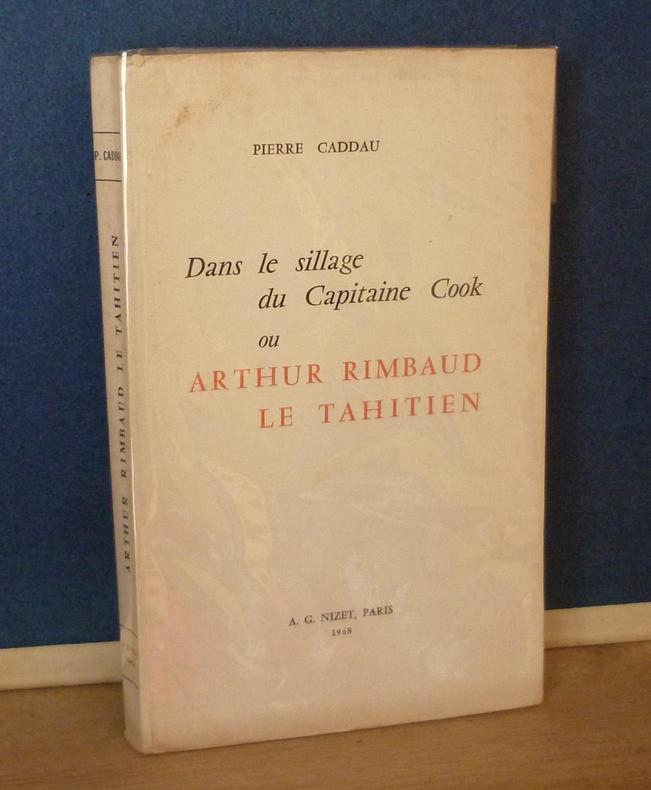 PIERRE CADDAU
Dans le sillage
du Capitaine Cook
ou
ARTHUR RIMBAUD
LE TAHITIEN
A. G. NIZET, PARIS
1968
P. CADDAU
ARTHUR RIMBAUD LE TAHITIEN